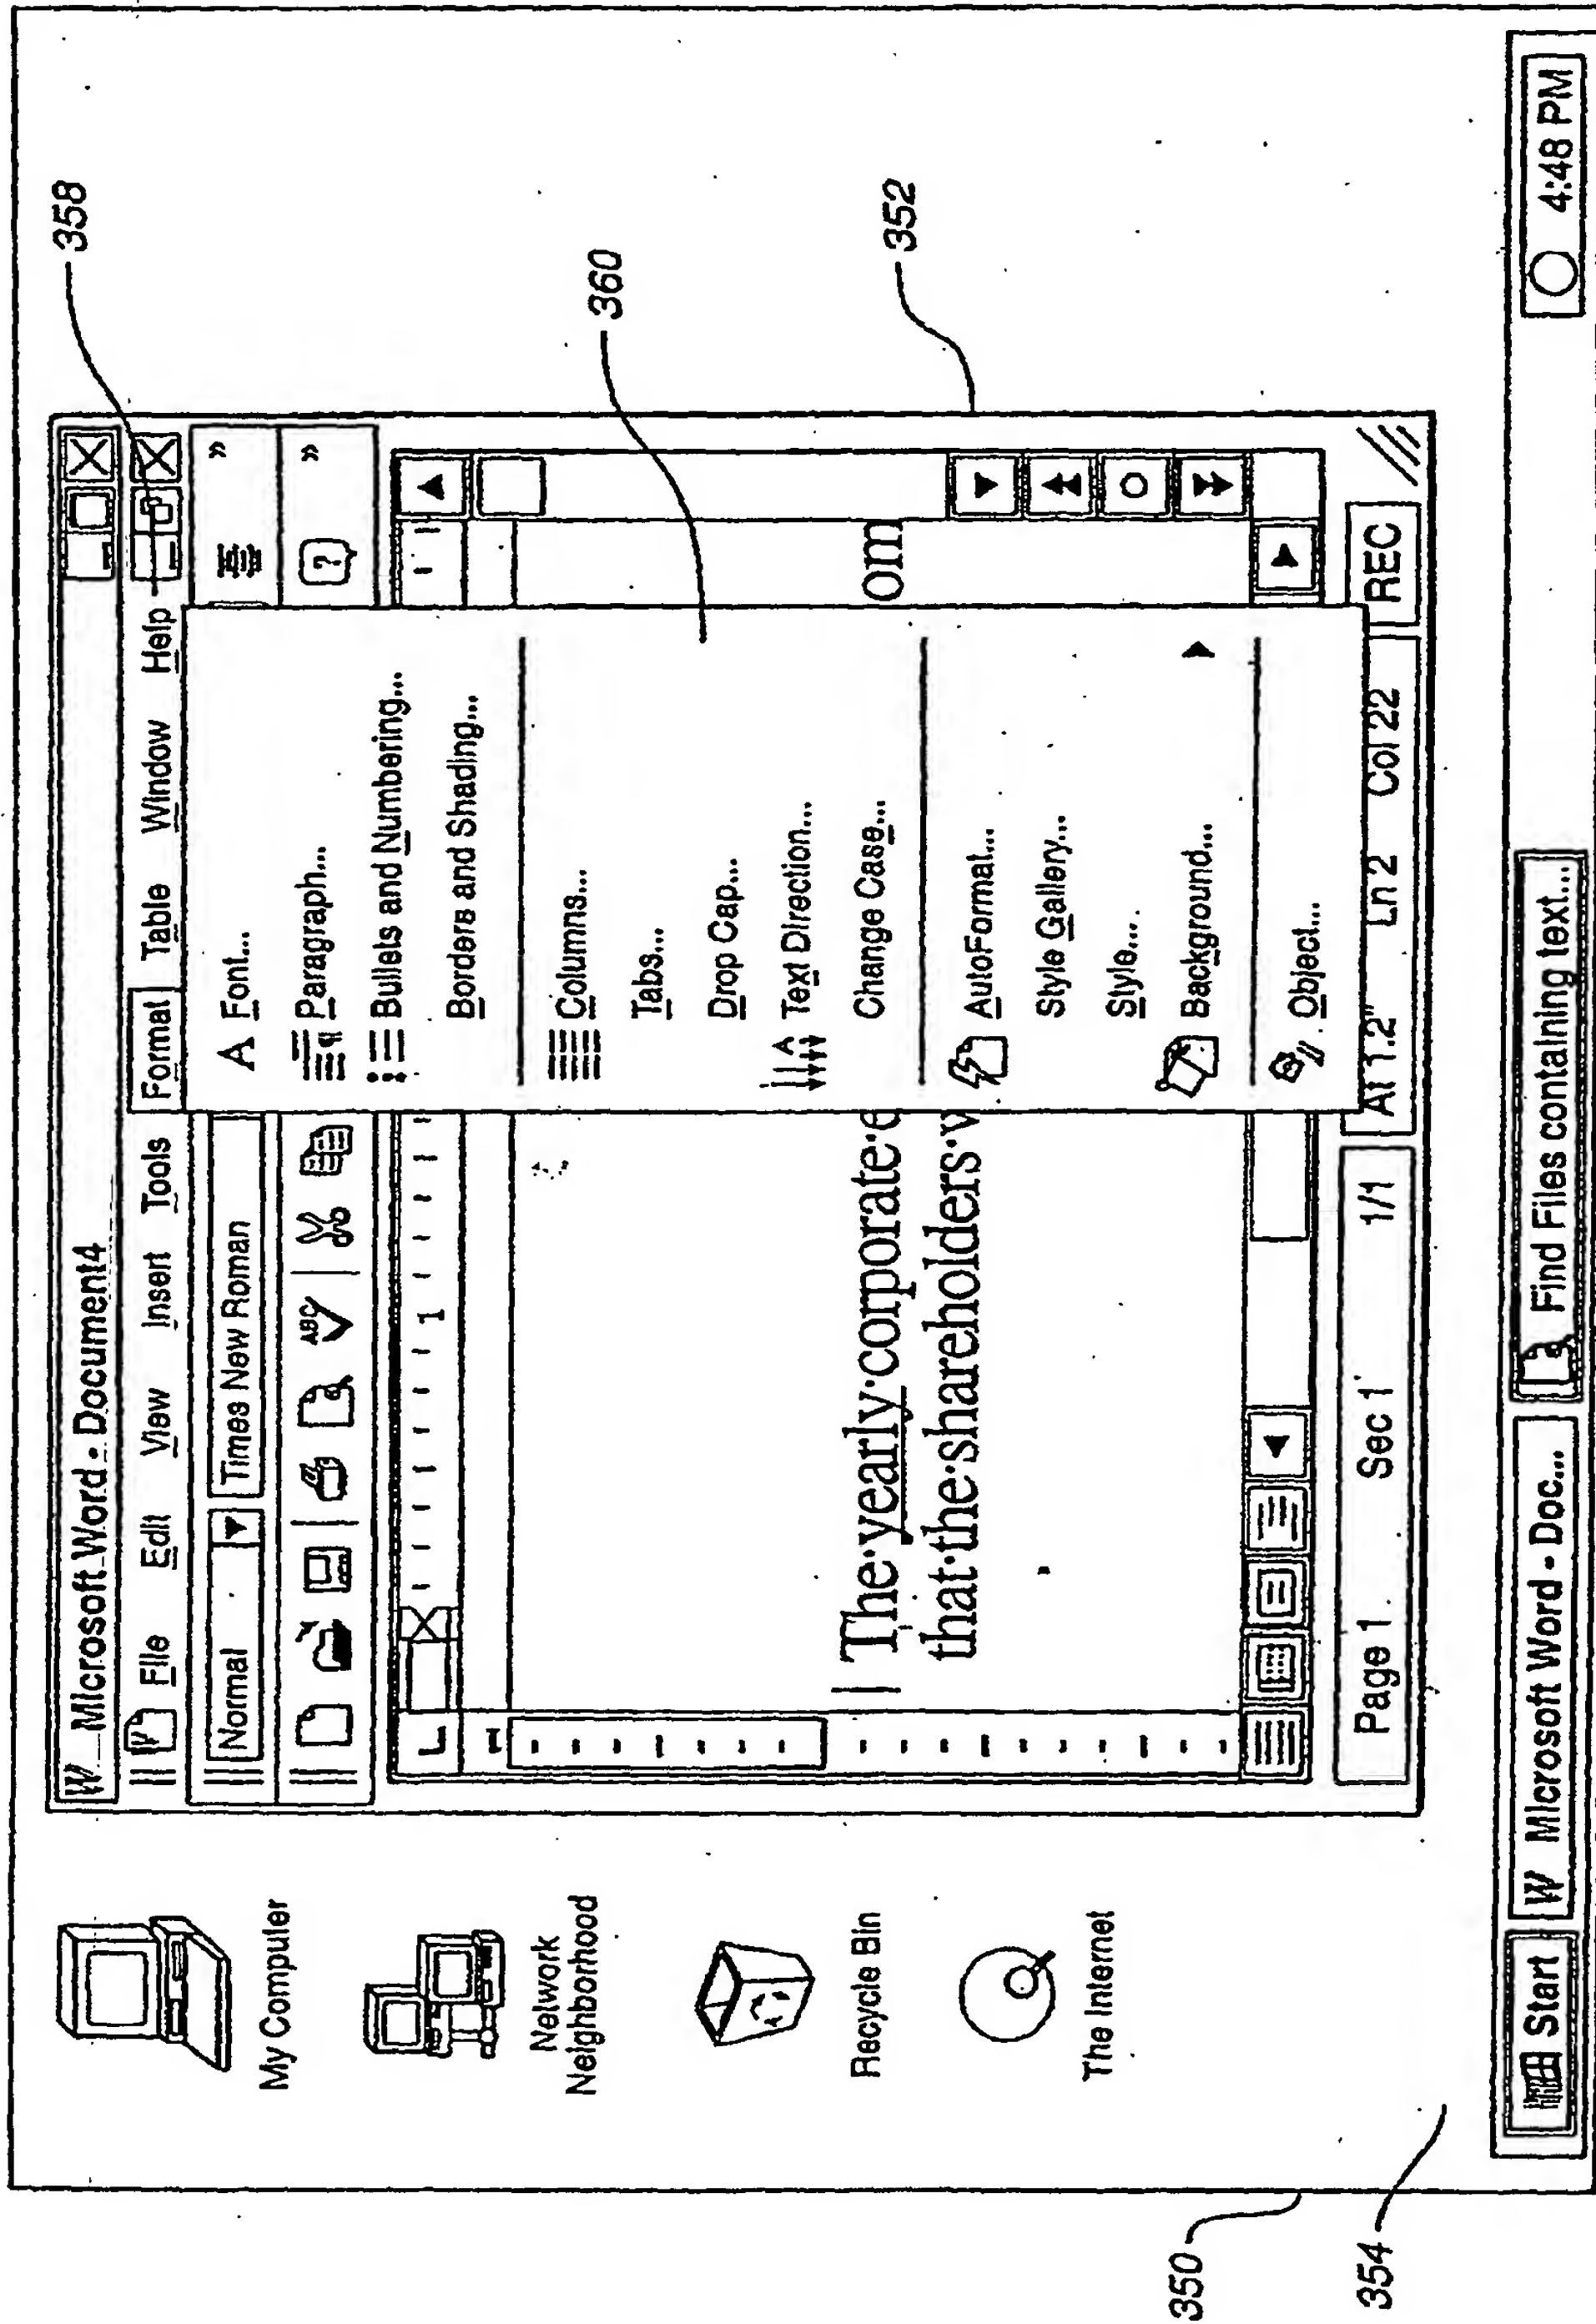 358
W Microsoft Word - Document4
File Edit View Insert Tools Format Table Window Help
Normal Times New Roman »
ABC ? »
1
A Font...
Paragraph...
Bullets and Numbering...
Borders and Shading...
Columns...
Tabs...
Drop Cap...
A Text Direction...
Change Case...
AutoFormat...
Style Gallery...
Style...
Background...
Object...
360
352
The·yearly·corporate·e om
that·the·shareholders·v
Page 1 Sec 1 1/1 At 1.2" Ln 2 Col 22 REC
My Computer
Network
Neighborhood
Recycle Bin
The Internet
Start W Microsoft Word - Doc... Find Files containing text... 4:48 PM
350
354